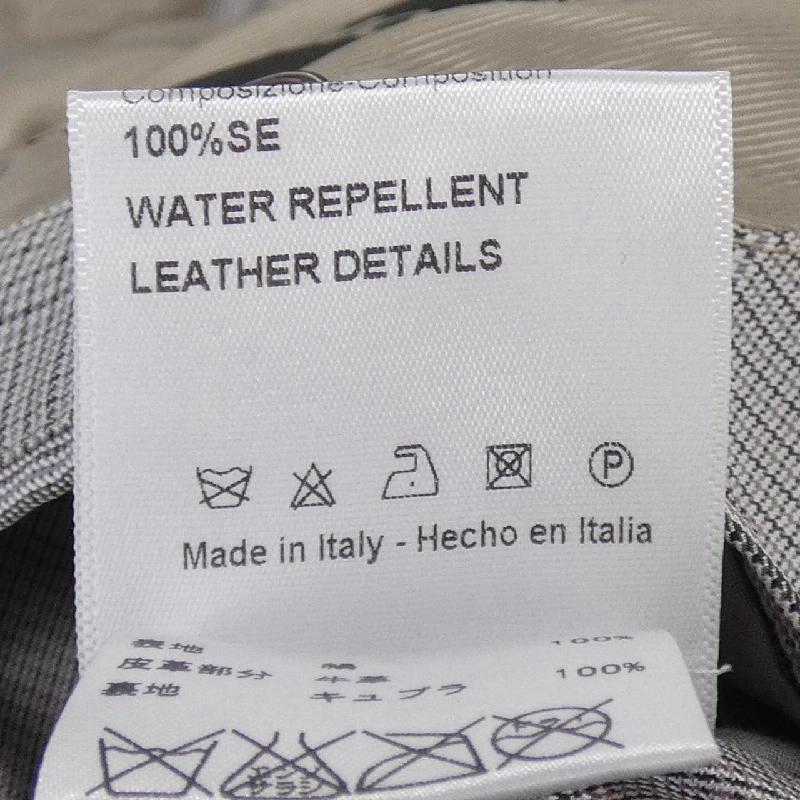 Composizione-Composition
100%SE
WATER REPELLENT
LEATHER DETAILS
P
Made in Italy - Hecho en Italia
表地 100%
皮革部分 牛革 100%
裏地 キュプラ